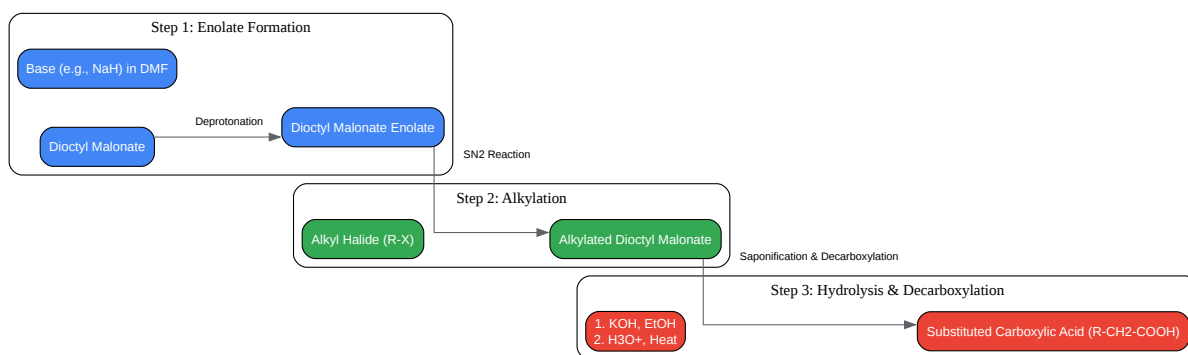 Step 1: Enolate Formation
Base (e.g., NaH) in DMF
Deprotonation
Dioctyl Malonate
Dioctyl Malonate Enolate
SN2 Reaction
Step 2: Alkylation
Alkyl Halide (R-X)
Alkylated Dioctyl Malonate
Saponification & Decarboxylation
Step 3: Hydrolysis & Decarboxylation
1. KOH, EtOH
2. H3O+, Heat
Substituted Carboxylic Acid (R-CH2-COOH)